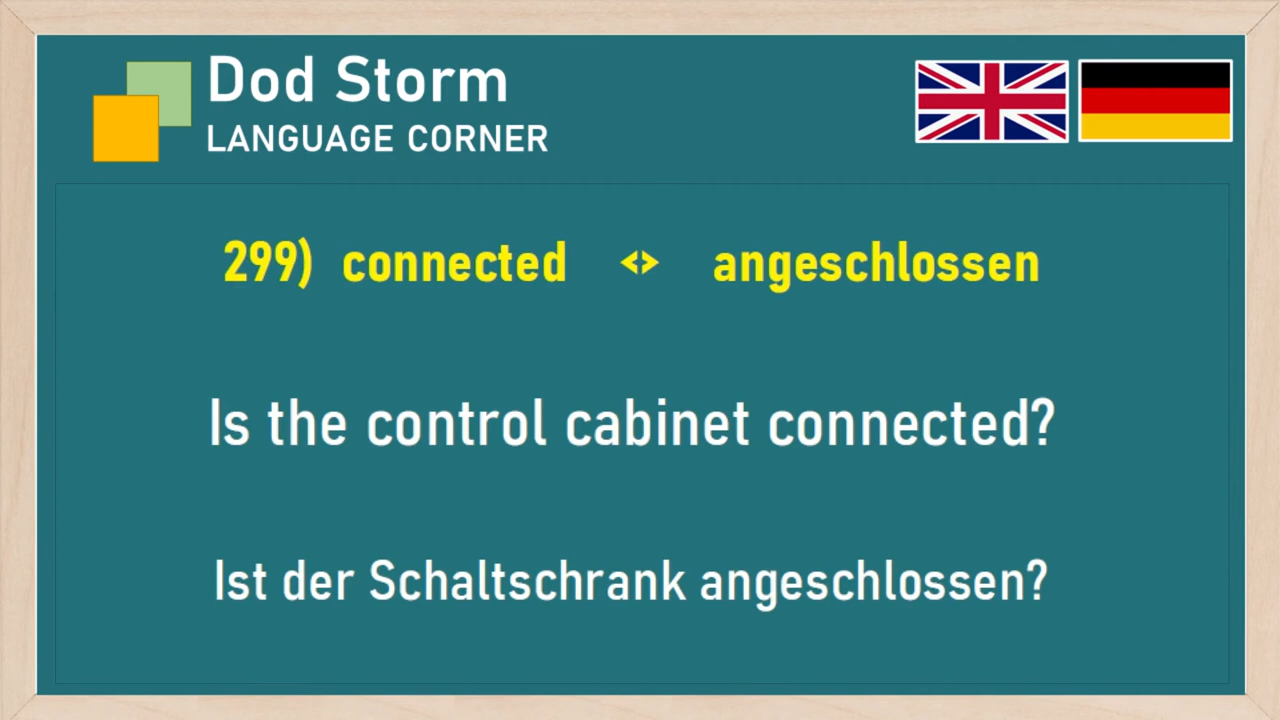 Dod Storm
LANGUAGE CORNER
299) connected <> angeschlossen
Is the control cabinet connected?
Ist der Schaltschrank angeschlossen?